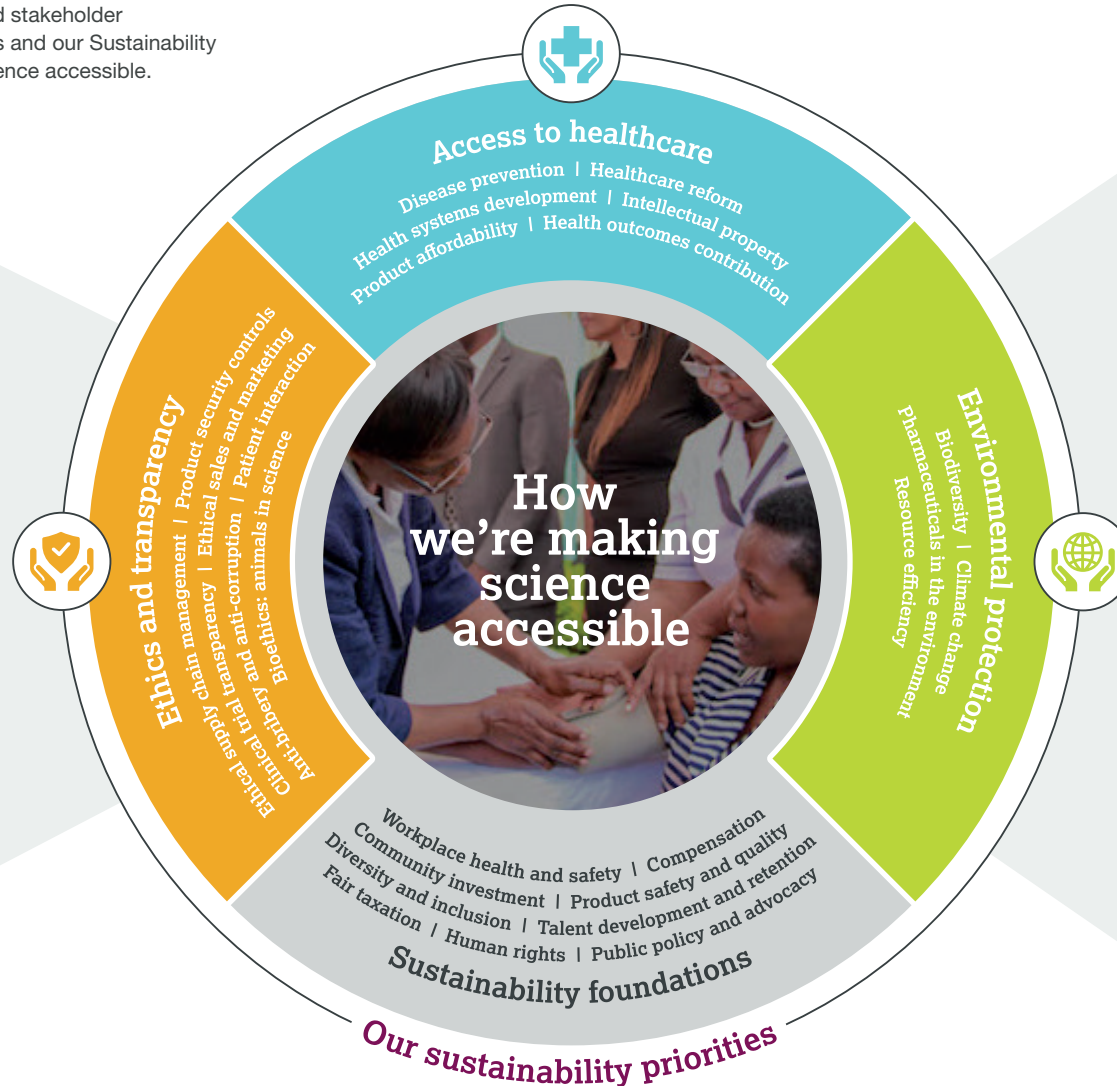 d stakeholder
s and our Sustainability
ence accessible.
Access to healthcare
Disease prevention | Healthcare reform
Health systems development | Intellectual property
Product affordability | Health outcomes contribution
Ethics and transparency
Ethical supply chain management | Product security controls
Clinical trial transparency | Ethical sales and marketing
Anti-bribery and anti-corruption | Patient interaction
Bioethics: animals in science
How
we’re making
science
accessible
Environmental protection
Biodiversity | Climate change
Pharmaceuticals in the environment
Resource efficiency
Workplace health and safety | Compensation
Community investment | Product safety and quality
Diversity and inclusion | Talent development and retention
Fair taxation | Human rights | Public policy and advocacy
Sustainability foundations
Our sustainability priorities